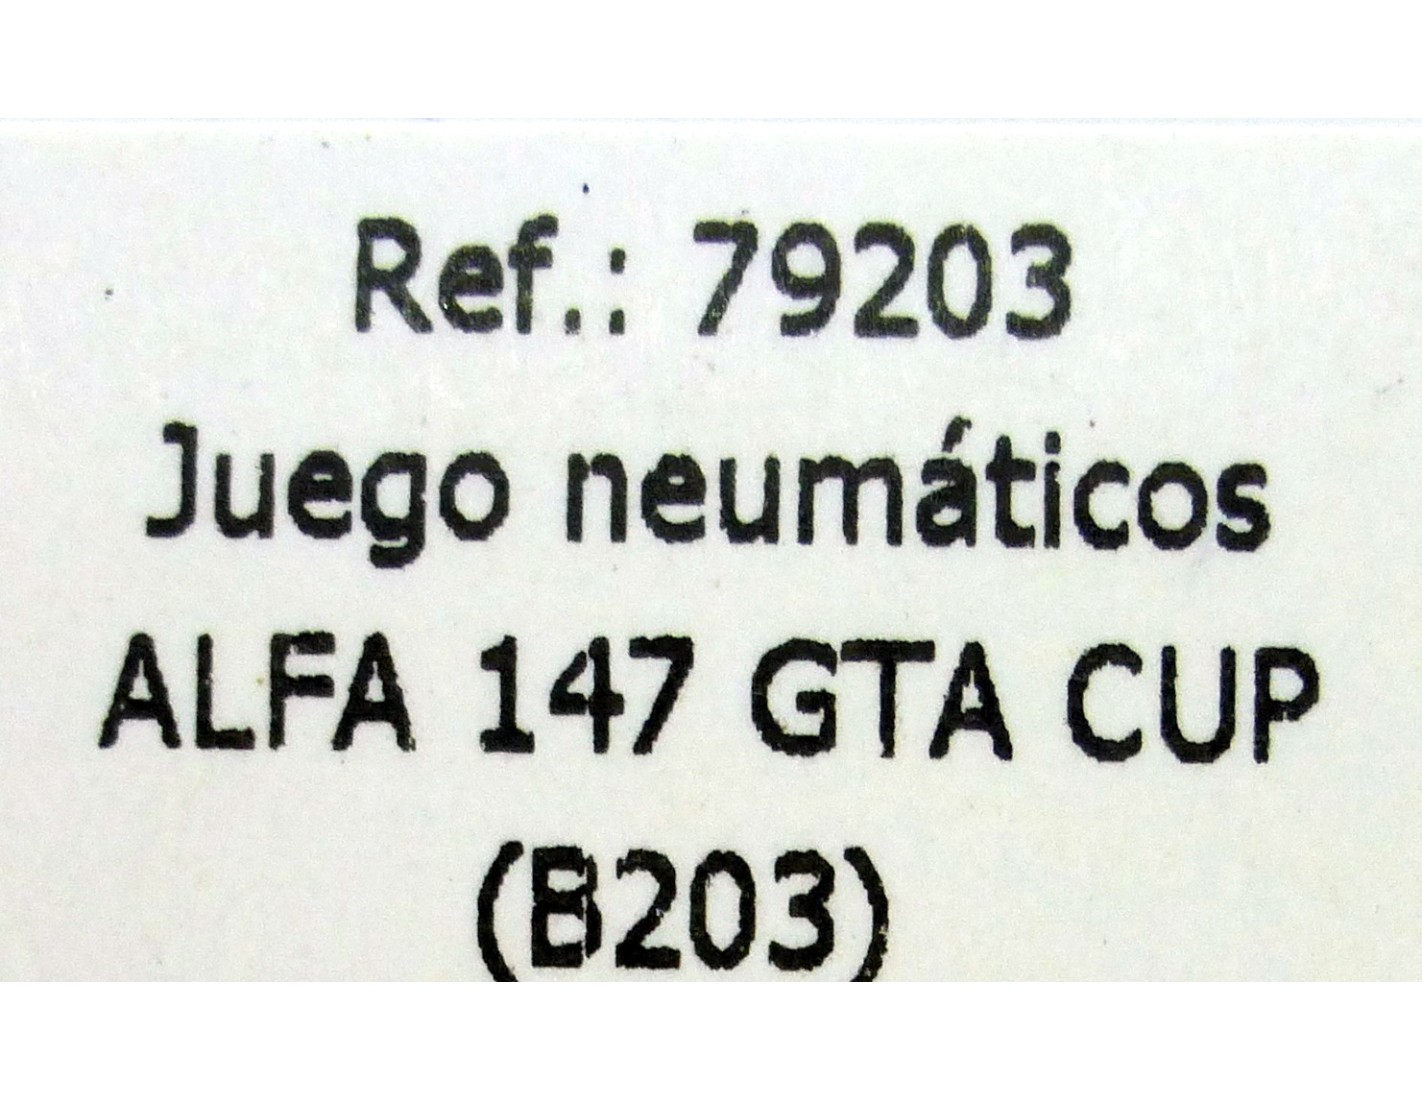 Ref.: 79203
Juego neumáticos
ALFA 147 GTA CUP
(B203)